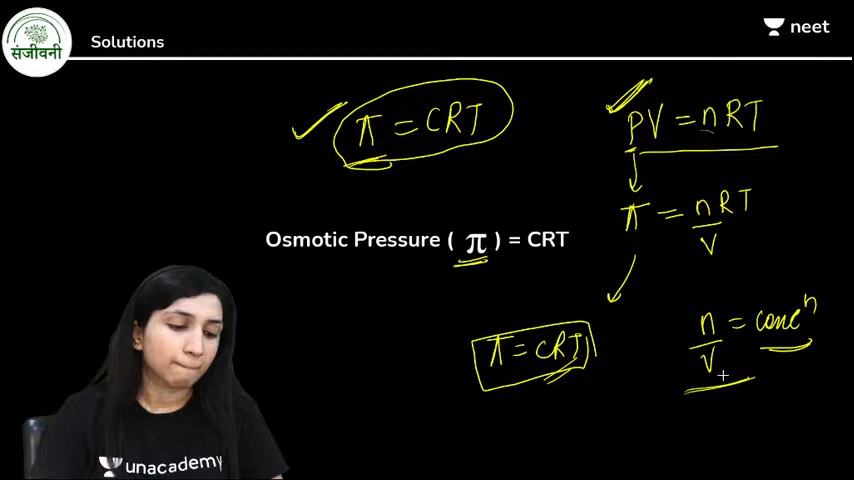 संजीवनी
Solutions
neet
π = CRT
PV = nRT
π = nRT
V
Osmotic Pressure ( π ) = CRT
n = concⁿ
V
π = CRT
unacademy